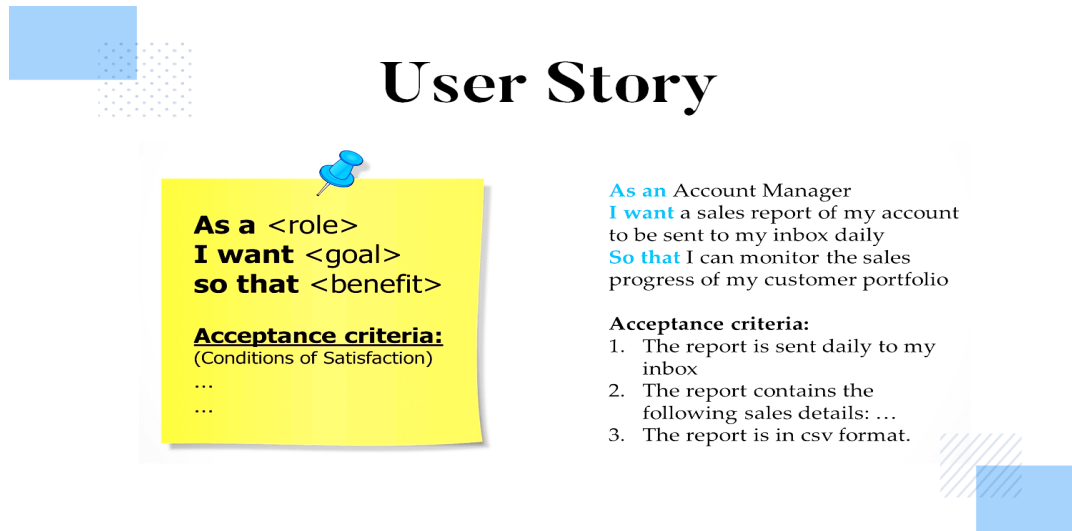 User Story
As a <role>
I want <goal>
so that <benefit>
Acceptance criteria:
(Conditions of Satisfaction)
...
...
As an Account Manager
I want a sales report of my account
to be sent to my inbox daily
So that I can monitor the sales
progress of my customer portfolio
Acceptance criteria:
1. The report is sent daily to my
inbox
2. The report contains the
following sales details: ...
3. The report is in csv format.